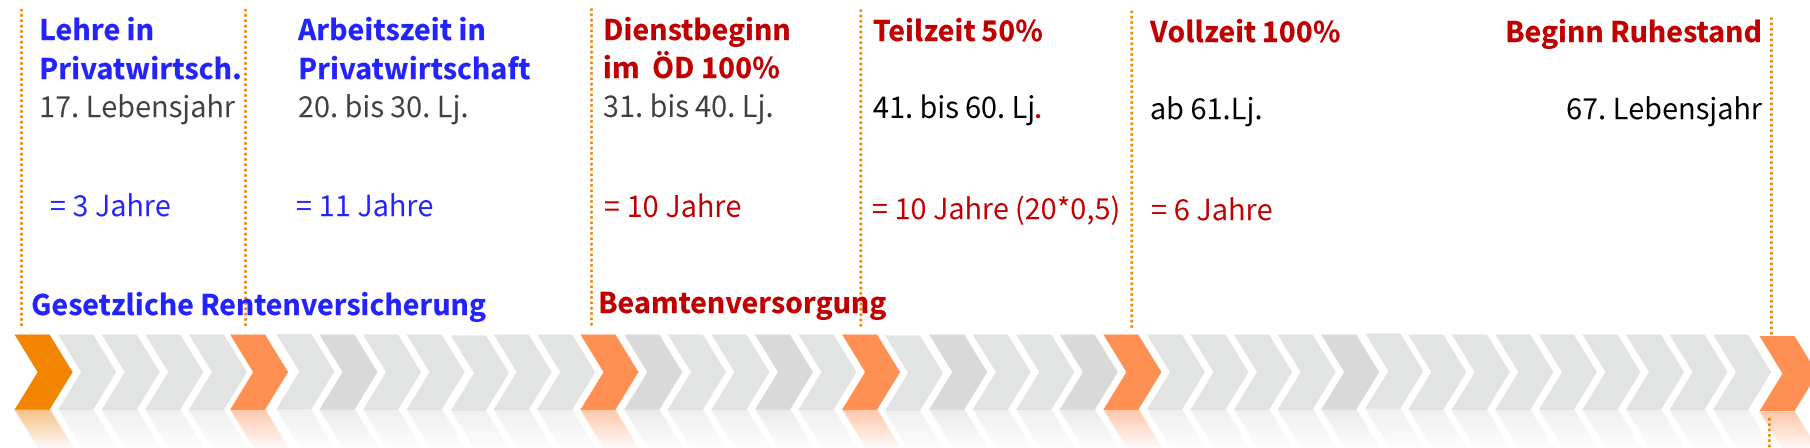 Lehre in
Privatwirtsch.
17. Lebensjahr
= 3 Jahre
Arbeitszeit in
Privatwirtschaft
20. bis 30. Lj.
= 11 Jahre
Gesetzliche Rentenversicherung
Dienstbeginn
im ÖD 100%
31. bis 40. Lj.
= 10 Jahre
Teilzeit 50%
41. bis 60. Lj.
= 10 Jahre (20*0,5)
Vollzeit 100%
ab 61.Lj.
= 6 Jahre
Beginn Ruhestand
67. Lebensjahr
Beamtenversorgung